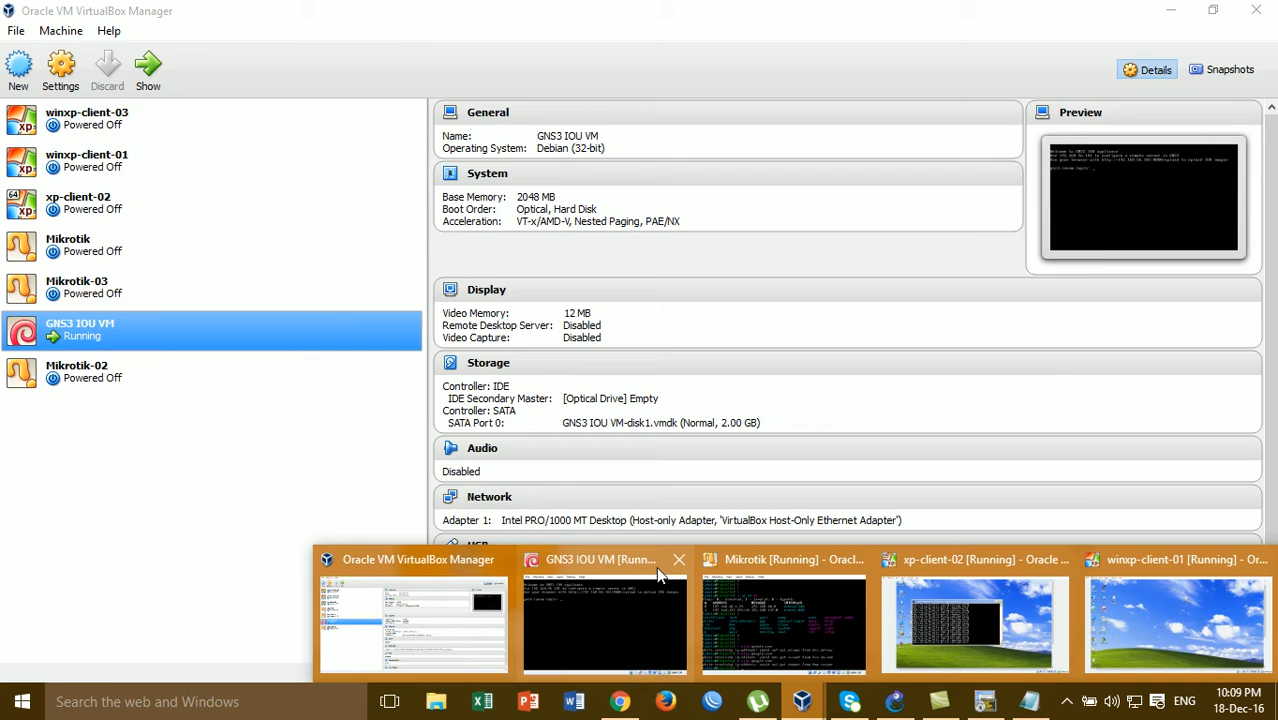 Oracle VM VirtualBox Manager
File Machine Help
New Settings Discard Show
Details Snapshots
winxp-client-03
Powered Off
winxp-client-01
Powered Off
64
xp-client-02
Powered Off
Mikrotik
Powered Off
Mikrotik-03
Powered Off
GNS3 IOU VM
Running
Mikrotik-02
Powered Off
General
Name: GNS3 IOU VM
Operating System: Debian (32-bit)
System
Base Memory: 2048 MB
Boot Order: Optical, Hard Disk
Acceleration: VT-x/AMD-V, Nested Paging, PAE/NX
Preview
Display
Video Memory: 12 MB
Remote Desktop Server: Disabled
Video Capture: Disabled
Storage
Controller: IDE
IDE Secondary Master: [Optical Drive] Empty
Controller: SATA
SATA Port 0: GNS3 IOU VM-disk1.vmdk (Normal, 2.00 GB)
Audio
Disabled
Network
Adapter 1: Intel PRO/1000 MT Desktop (Host-only Adapter, 'VirtualBox Host-Only Ethernet Adapter')
Oracle VM VirtualBox Manager
GNS3 IOU VM [Runn...
Mikrotik [Running] - Oracl...
xp-client-02 [Running] - Oracle ...
winxp-client-01 [Running] - Or...
Search the web and Windows
ENG
10:09 PM
18-Dec-16